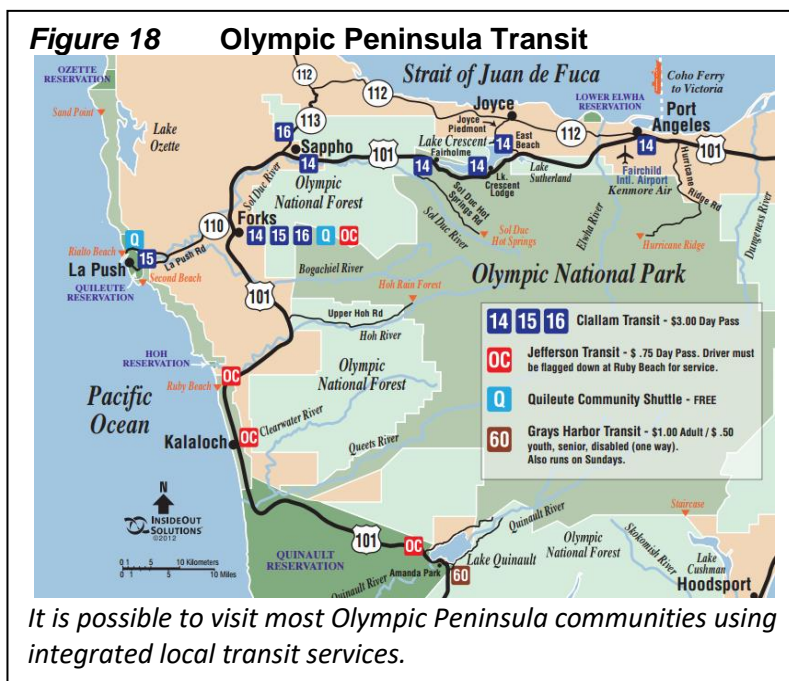 Figure 18 Olympic Peninsula Transit
OZETTE
RESERVATION
Sand Point
Lake
Ozette
112
112
113
16
Sappho
14
101
Strait of Juan de Fuca
Coho Ferry
to Victoria
LOWER ELWHA
RESERVATION
Joyce
Joyce
Piedmont
112
Port
Angeles
14
101
Lake Crescent
Fairholme
14
East
Beach
14
14
Lk.
Crescent
Lodge
Lake
Sutherland
Fairchild
Intl. Airport
Kenmore Air
Hurricane
Ridge Rd
Hurricane Ridge
Dungeness River
Elwha River
Sol Duc Hot
Springs Rd
Sol Duc River
Sol Duc
Hot Springs
Sol Duc River
Olympic
National Forest
110
Forks
14 15 16 Q OC
La Push Rd
Q
15
Rialto Beach
La Push
Second Beach
QUILEUTE
RESERVATION
Bogachiel River
101
Hoh Rain Forest
Upper Hoh Rd
Hoh River
Olympic National Park
HOH
RESERVATION
OC
Ruby Beach
Olympic
National Forest
Pacific
Ocean
Clearwater River
Kalaloch
OC
Queets River
14 15 16 Clallam Transit - $3.00 Day Pass
OC Jefferson Transit - $ .75 Day Pass. Driver must
be flagged down at Ruby Beach for service.
Q Quileute Community Shuttle - FREE
60 Grays Harbor Transit - $1.00 Adult / $ .50
youth, senior, disabled (one way).
Also runs on Sundays.
N
INSIDEOUT
SOLUTIONS
©2012
0 1 5 10 Kilometers
0 1 5 10 Miles
101
QUINAULT
RESERVATION
OC
Amanda Park
60
Lake Quinault
Quinault River
Quinault River
Olympic
National Forest
Staircase
Skokomish River
Lake
Cushman
Hoodsport
It is possible to visit most Olympic Peninsula communities using
integrated local transit services.